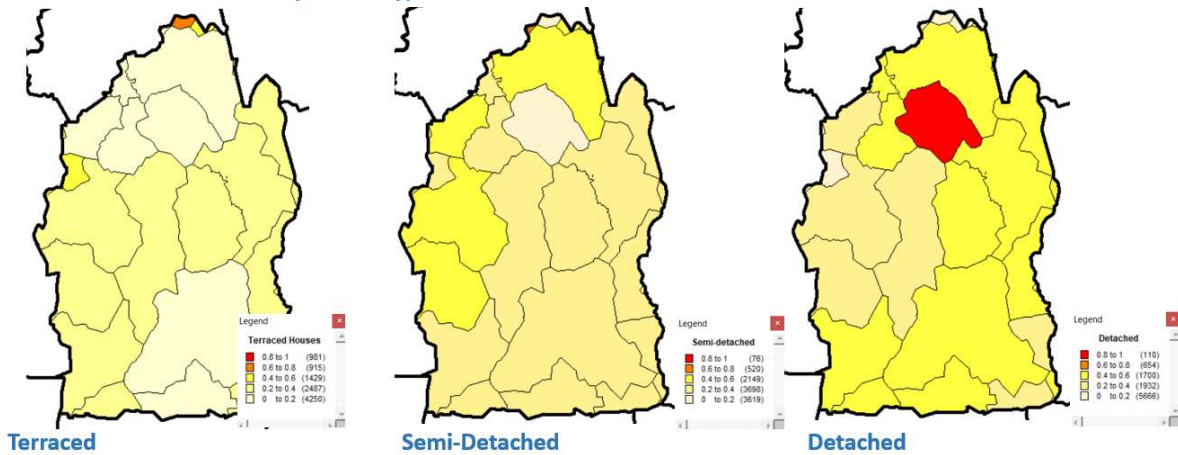 Legend
Terraced Houses
0.8 to 1 (981)
0.6 to 0.8 (915)
0.4 to 0.6 (1429)
0.2 to 0.4 (2487)
0 to 0.2 (4250)
Terraced
Legend
Semi-detached
0.8 to 1 (76)
0.6 to 0.8 (520)
0.4 to 0.6 (2149)
0.2 to 0.4 (3698)
0 to 0.2 (3619)
Semi-Detached
Legend
Detached
0.8 to 1 (110)
0.6 to 0.8 (654)
0.4 to 0.6 (1700)
0.2 to 0.4 (1932)
0 to 0.2 (5666)
Detached